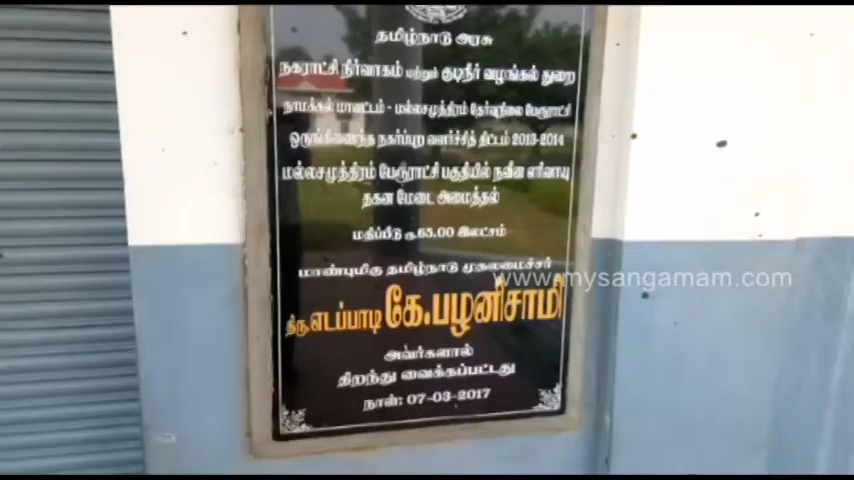 தமிழ்நாடு அரசு
நகராட்சி நிர்வாகம் மற்றும் குடிநீர் வழங்கல் துறை
நாமக்கல் மாவட்டம் - மல்லசமுத்திரம் தேர்வுநிலை பேரூராட்சி
ஒருங்கிணைந்த நகர்ப்புற வளர்ச்சித் திட்டம் 2013-2014
மல்லசமுத்திரம் பேரூராட்சி பகுதியில் நவீன எரிவாயு
தகன மேடை அமைத்தல்
மதிப்பீடு ரூ.65.00 இலட்சம்
மாண்புமிகு தமிழ்நாடு முதலமைச்சர்
திரு.எடப்பாடி கே.பழனிசாமி
அவர்களால்
திறந்து வைக்கப்பட்டது
நாள்: 07-03-2017
www.mysangamam.com